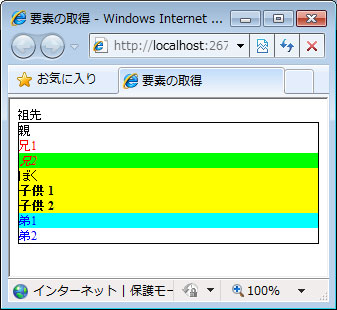 要素の取得 - Windows Internet ...
http://localhost:267
お気に入り
要素の取得
祖先
親
兄1
兄2
ぼく
子供 1
子供 2
弟1
弟2
インターネット | 保護モー
100%